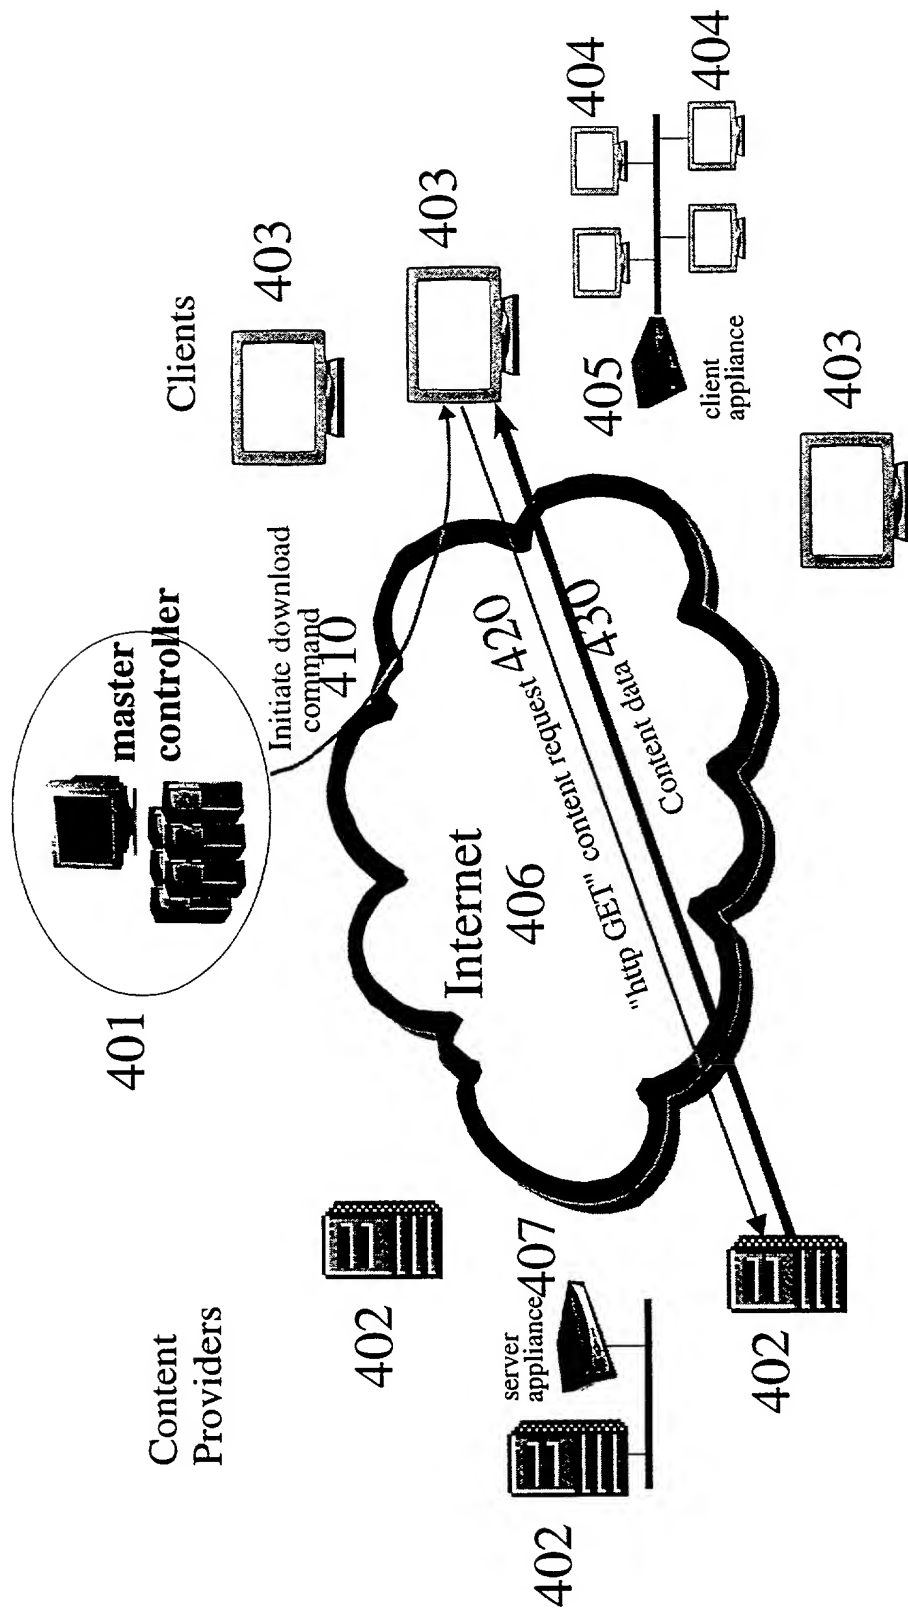 Content
Providers
402
402
server
appliance
407
402
401
master
controller
Initiate download
command
410
Internet
406
"http GET" content request 420
Content data 430
Clients
403
403
405
client
appliance
404
404
403